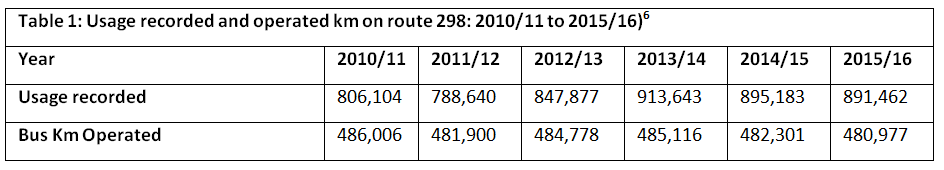 Table 1: Usage recorded and operated km on route 298: 2010/11 to 2015/16)6
Year 2010/11 2011/12 2012/13 2013/14 2014/15 2015/16
Usage recorded 806,104 788,640 847,877 913,643 895,183 891,462
Bus Km Operated 486,006 481,900 484,778 485,116 482,301 480,977